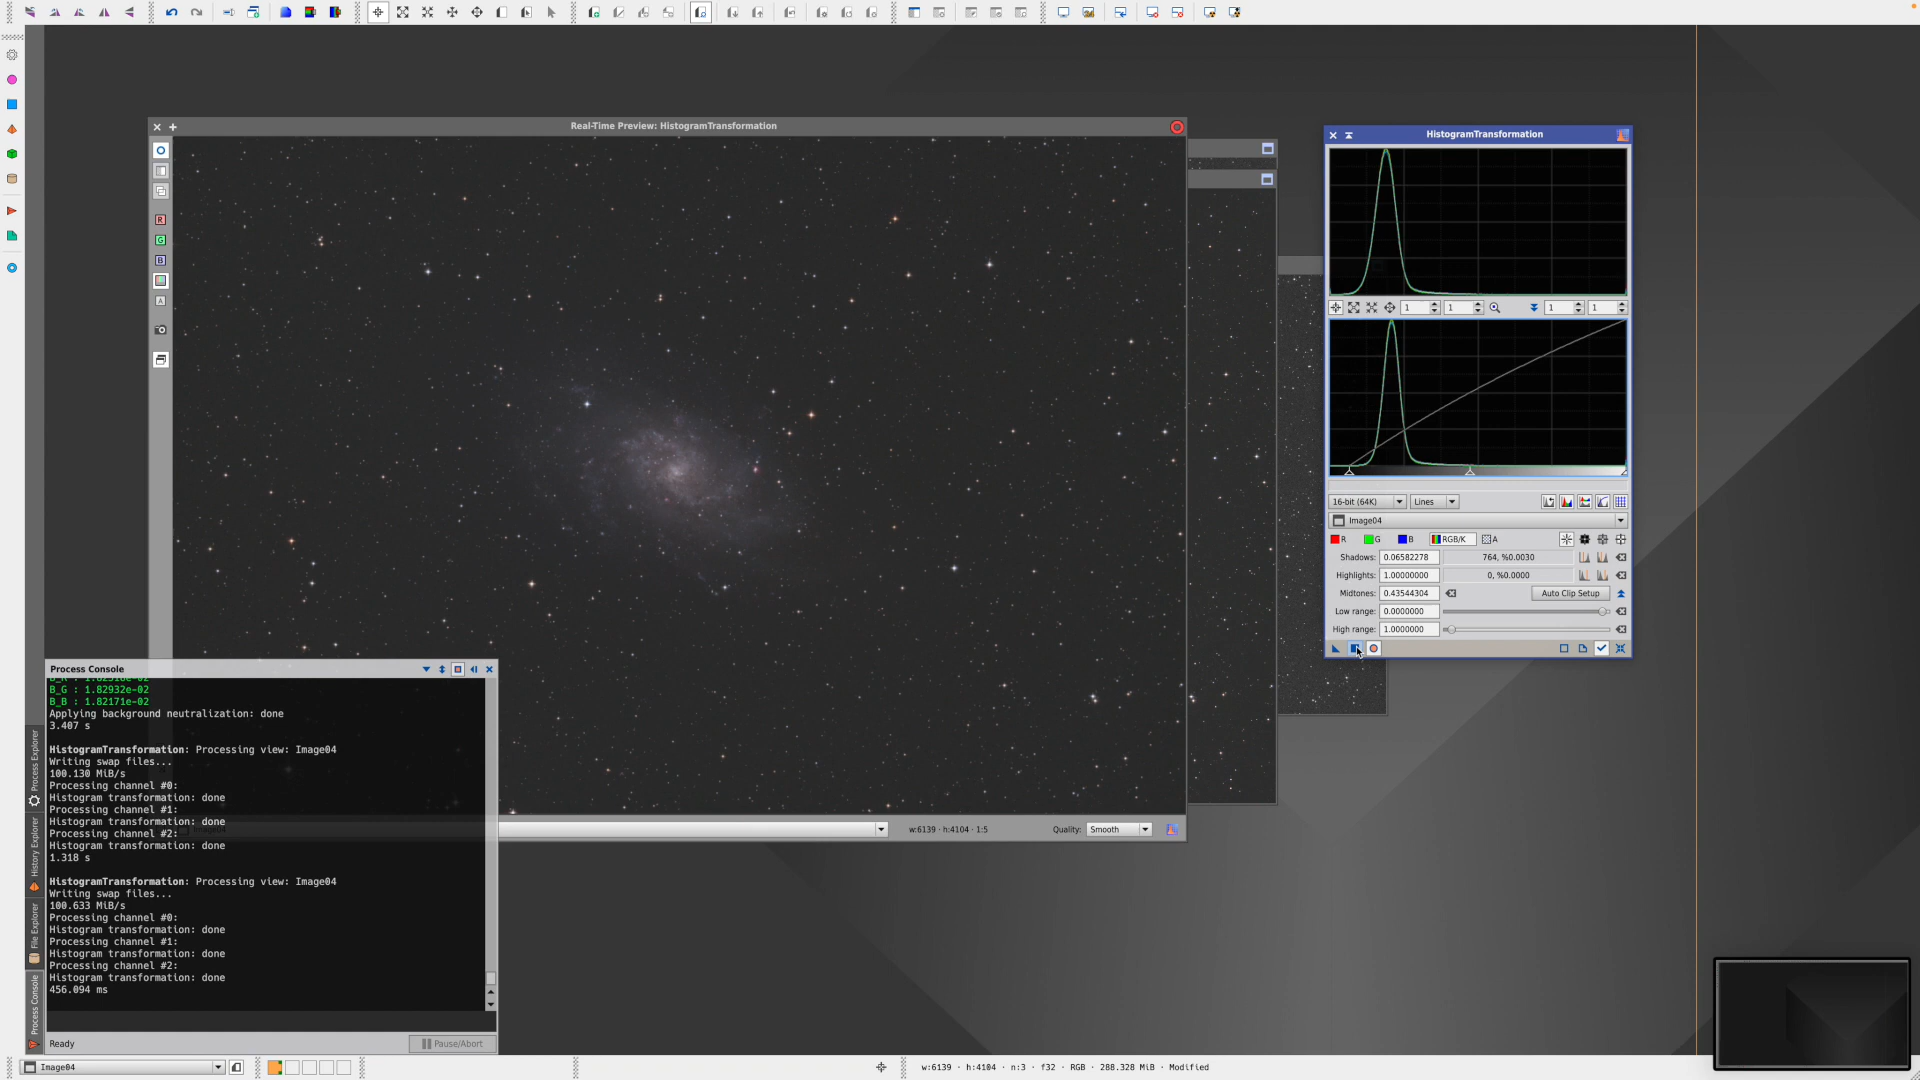 Real-Time Preview: HistogramTransformation
R
G
B
A
w:6139 · h:4104 · 1:5
Quality: Smooth
HistogramTransformation
1 1 1 1
16-bit (64K) Lines
Image04
R G B RGB/K A
Shadows: 0.06582278 764, %0.0030
Highlights: 1.00000000 0, %0.0000
Midtones: 0.43544304 Auto Clip Setup
Low range: 0.0000000
High range: 1.0000000
Process Explorer
History Explorer
File Explorer
Process Console
Process Console
B_G : 1.82932e-02
B_B : 1.82171e-02
Applying background neutralization: done
3.407 s
HistogramTransformation: Processing view: Image04
Writing swap files...
100.130 MiB/s
Processing channel #0:
Histogram transformation: done
Processing channel #1:
Histogram transformation: done
Processing channel #2:
Image04
Histogram transformation: done
1.318 s
HistogramTransformation: Processing view: Image04
Writing swap files...
100.633 MiB/s
Processing channel #0:
Histogram transformation: done
Processing channel #1:
Histogram transformation: done
Processing channel #2:
Histogram transformation: done
456.094 ms
Ready
Pause/Abort
Image04
w:6139 · h:4104 · n:3 · f32 · RGB · 288.328 MiB · Modified